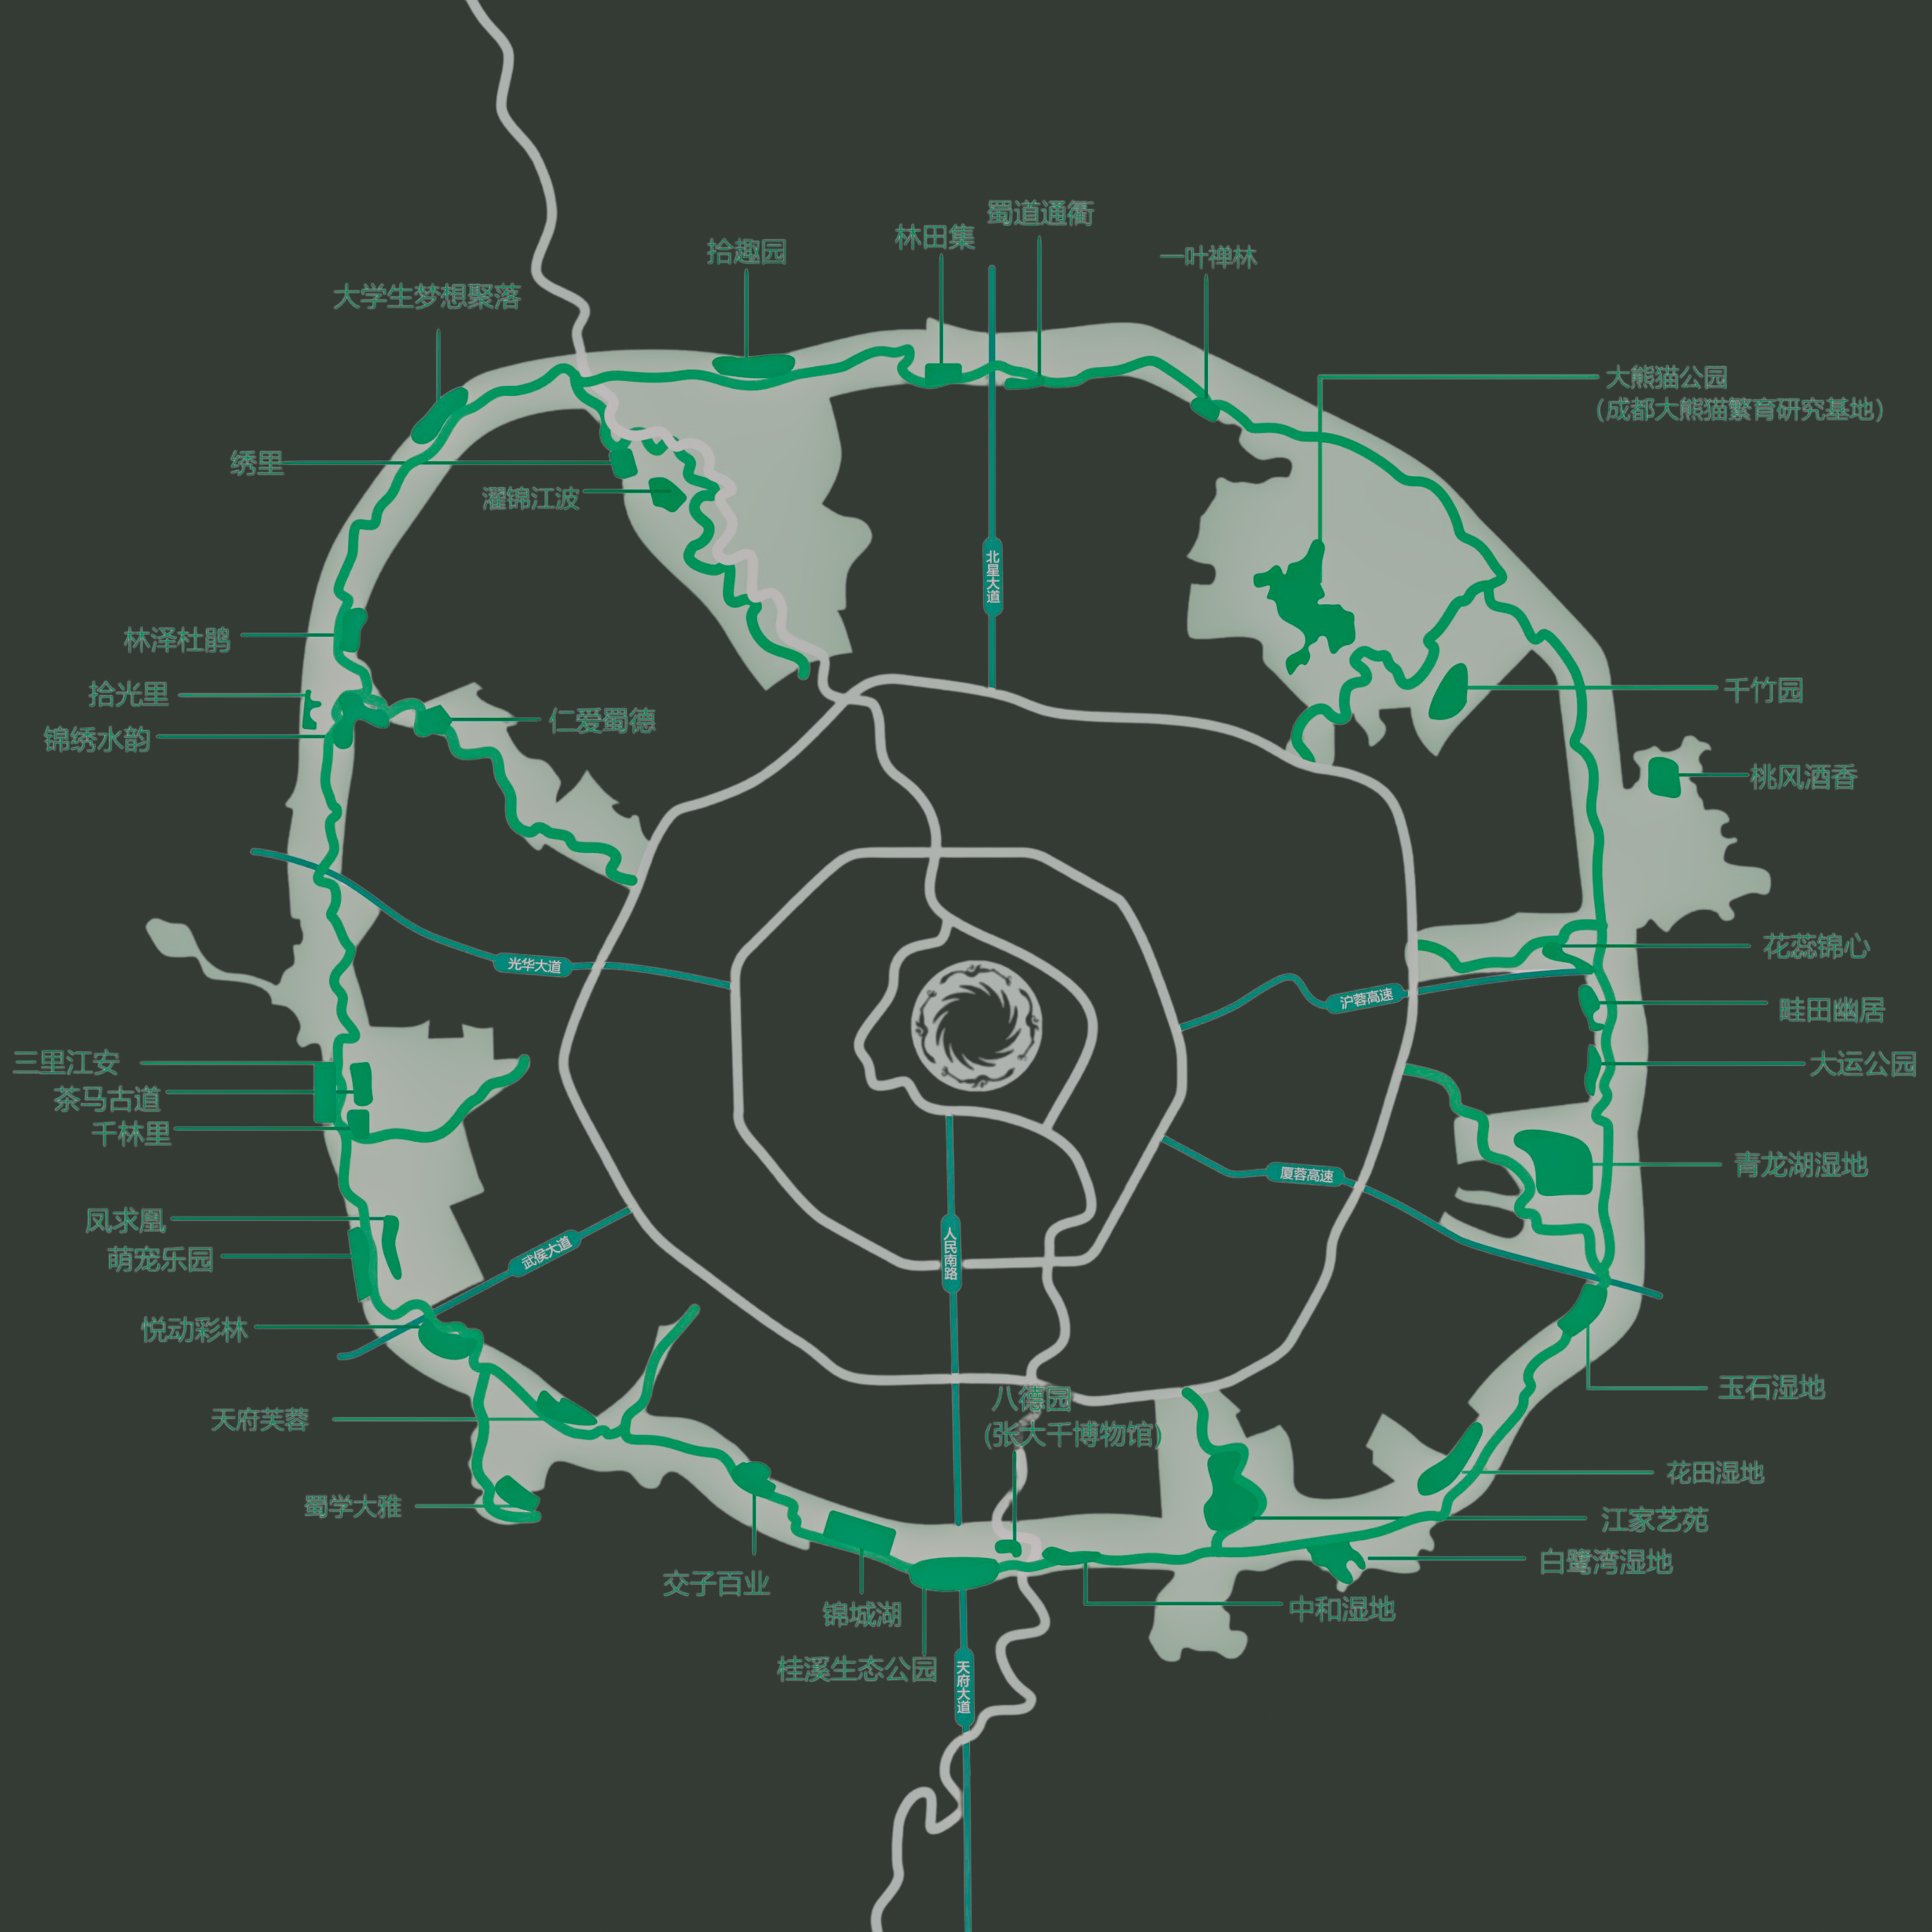 蜀道通衢
林田集
拾趣园
一叶禅林
大学生梦想聚落
大熊猫公园
(成都大熊猫繁育研究基地)
绣里
濯锦江波
北星大道
林泽杜鹃
拾光里
千竹园
仁爱蜀德
锦绣水韵
桃风酒香
花蕊锦心
光华大道
沪蓉高速
畦田幽居
三里江安
大运公园
茶马古道
千林里
青龙湖湿地
厦蓉高速
凤求凰
武侯大道
人民南路
萌宠乐园
悦动彩林
玉石湿地
八德园
(张大千博物馆)
天府芙蓉
花田湿地
蜀学大雅
江家艺苑
白鹭湾湿地
交子百业
中和湿地
锦城湖
桂溪生态公园
天府大道